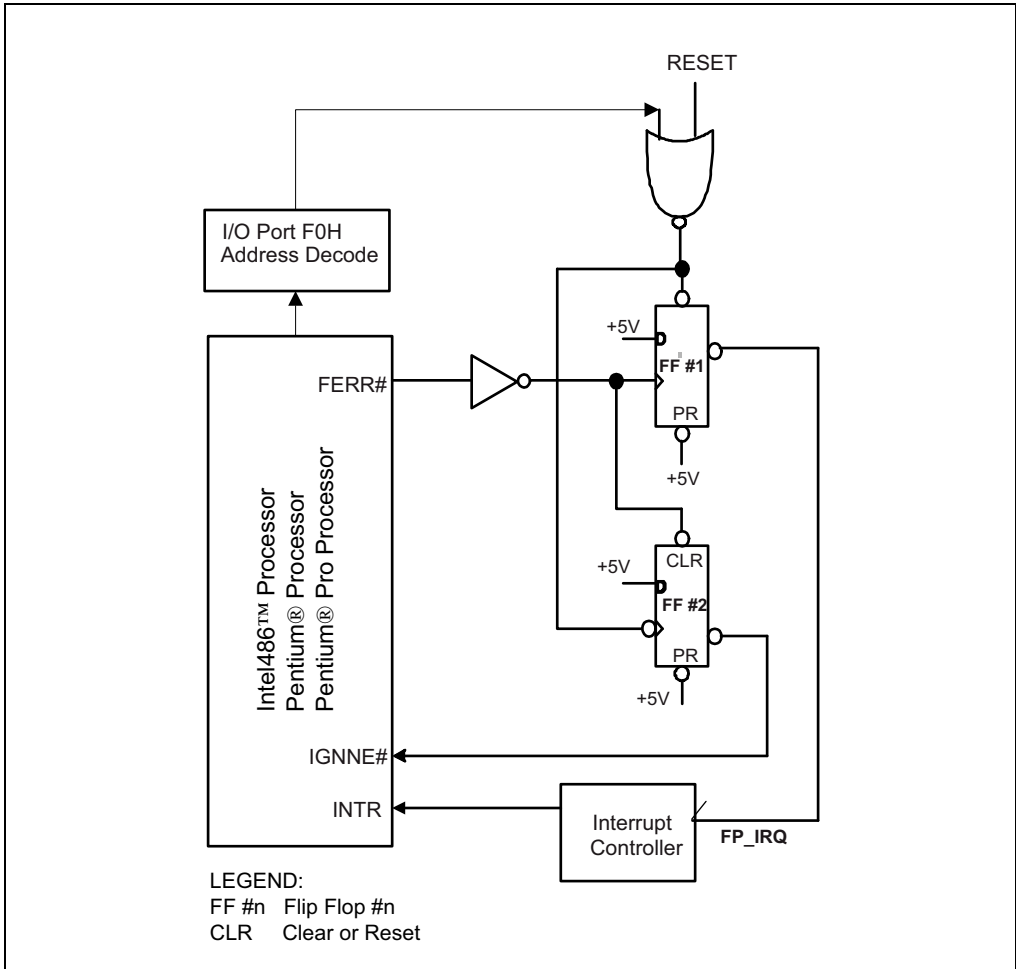 RESET
I/O Port F0H
Address Decode
+5V
FF #1
FERR#
PR
+5V
Intel486™ Processor
Pentium® Processor
Pentium® Pro Processor
CLR
+5V
FF #2
PR
+5V
IGNNE#
INTR
Interrupt
Controller
FP_IRQ
LEGEND:
FF #n Flip Flop #n
CLR Clear or Reset